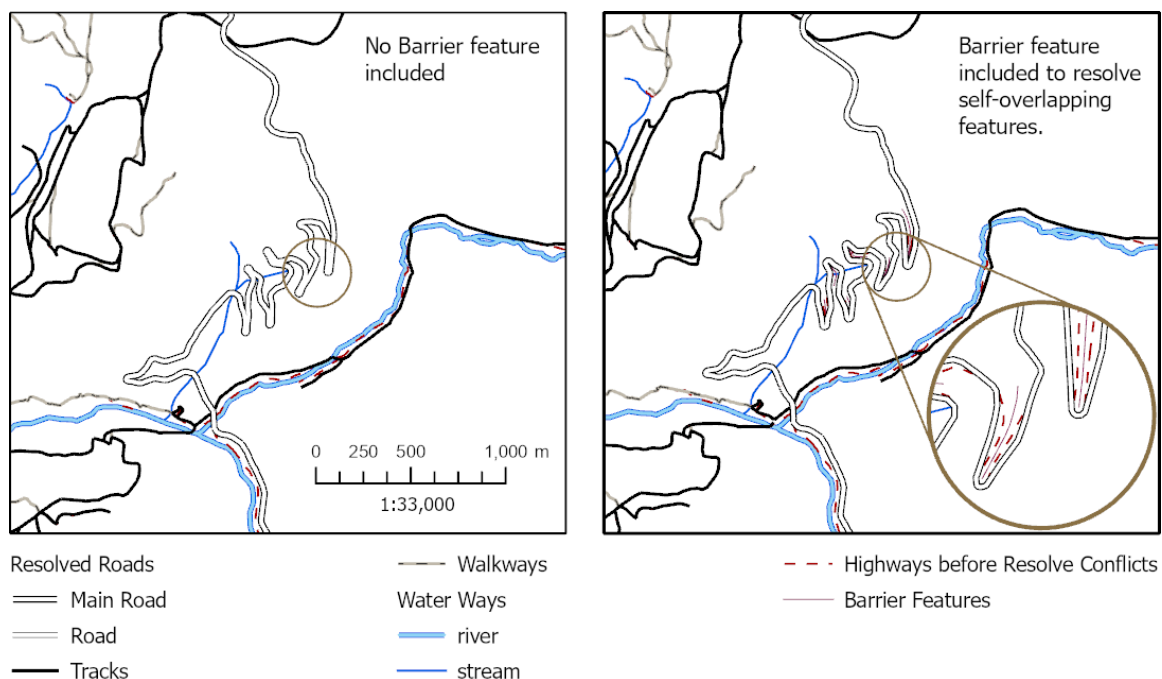 No Barrier feature
included
Barrier feature
included to resolve
self-overlapping
features.
0 250 500 1,000 m
1:33,000
Resolved Roads
Main Road
Road
Tracks
Walkways
Water Ways
river
stream
Highways before Resolve Conflicts
Barrier Features